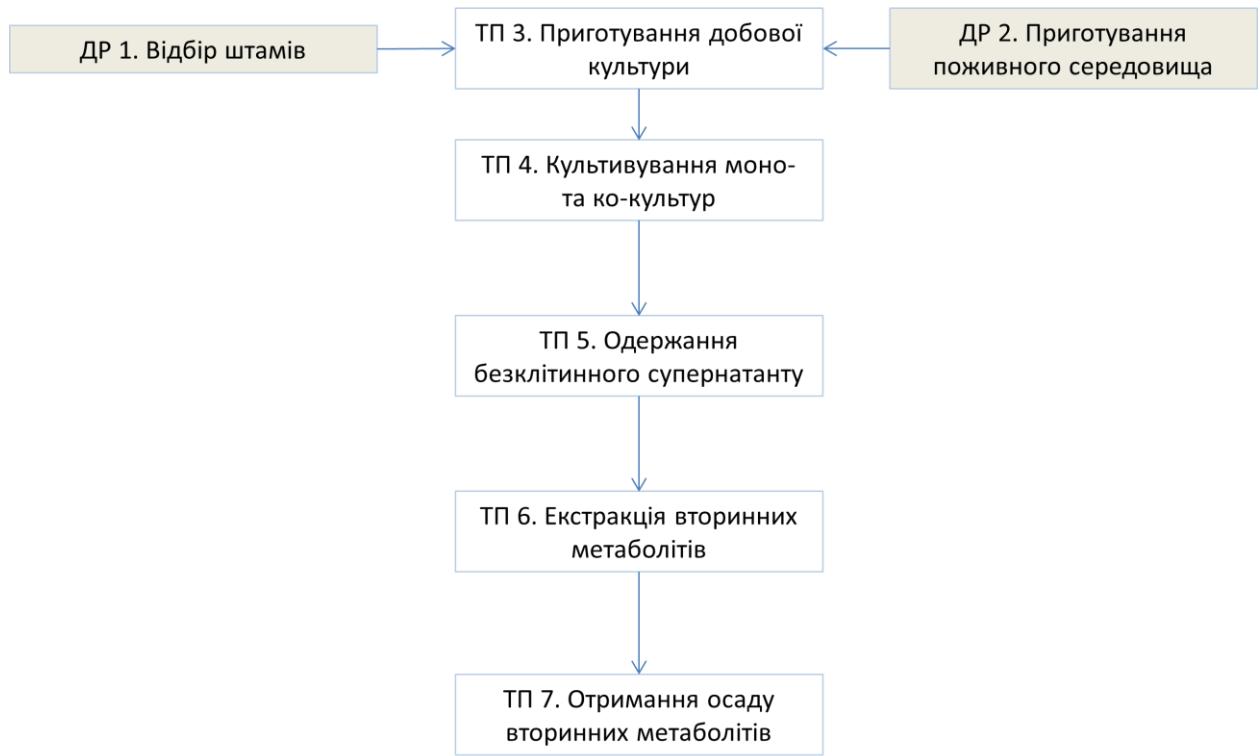 ДР 1. Відбір штамів
ТП 3. Приготування добової
культури
ДР 2. Приготування
поживного середовища
ТП 4. Культивування моно-
та ко-культур
ТП 5. Одержання
безклітинного супернатанту
ТП 6. Екстракція вторинних
метаболітів
ТП 7. Отримання осаду
вторинних метаболітів